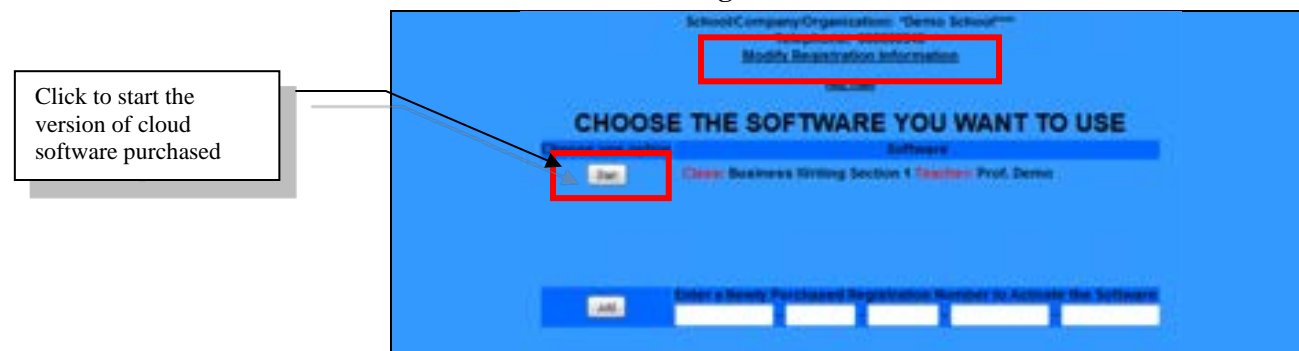 School/Company/Organization: "Demo School"
Modify Registration Information
Click to start the
version of cloud
software purchased
CHOOSE THE SOFTWARE YOU WANT TO USE
Software
Start
Class: Business Writing Section 1 Teacher: Prof. Demo
Enter a Newly Purchased Registration Number to Activate the Software
Add